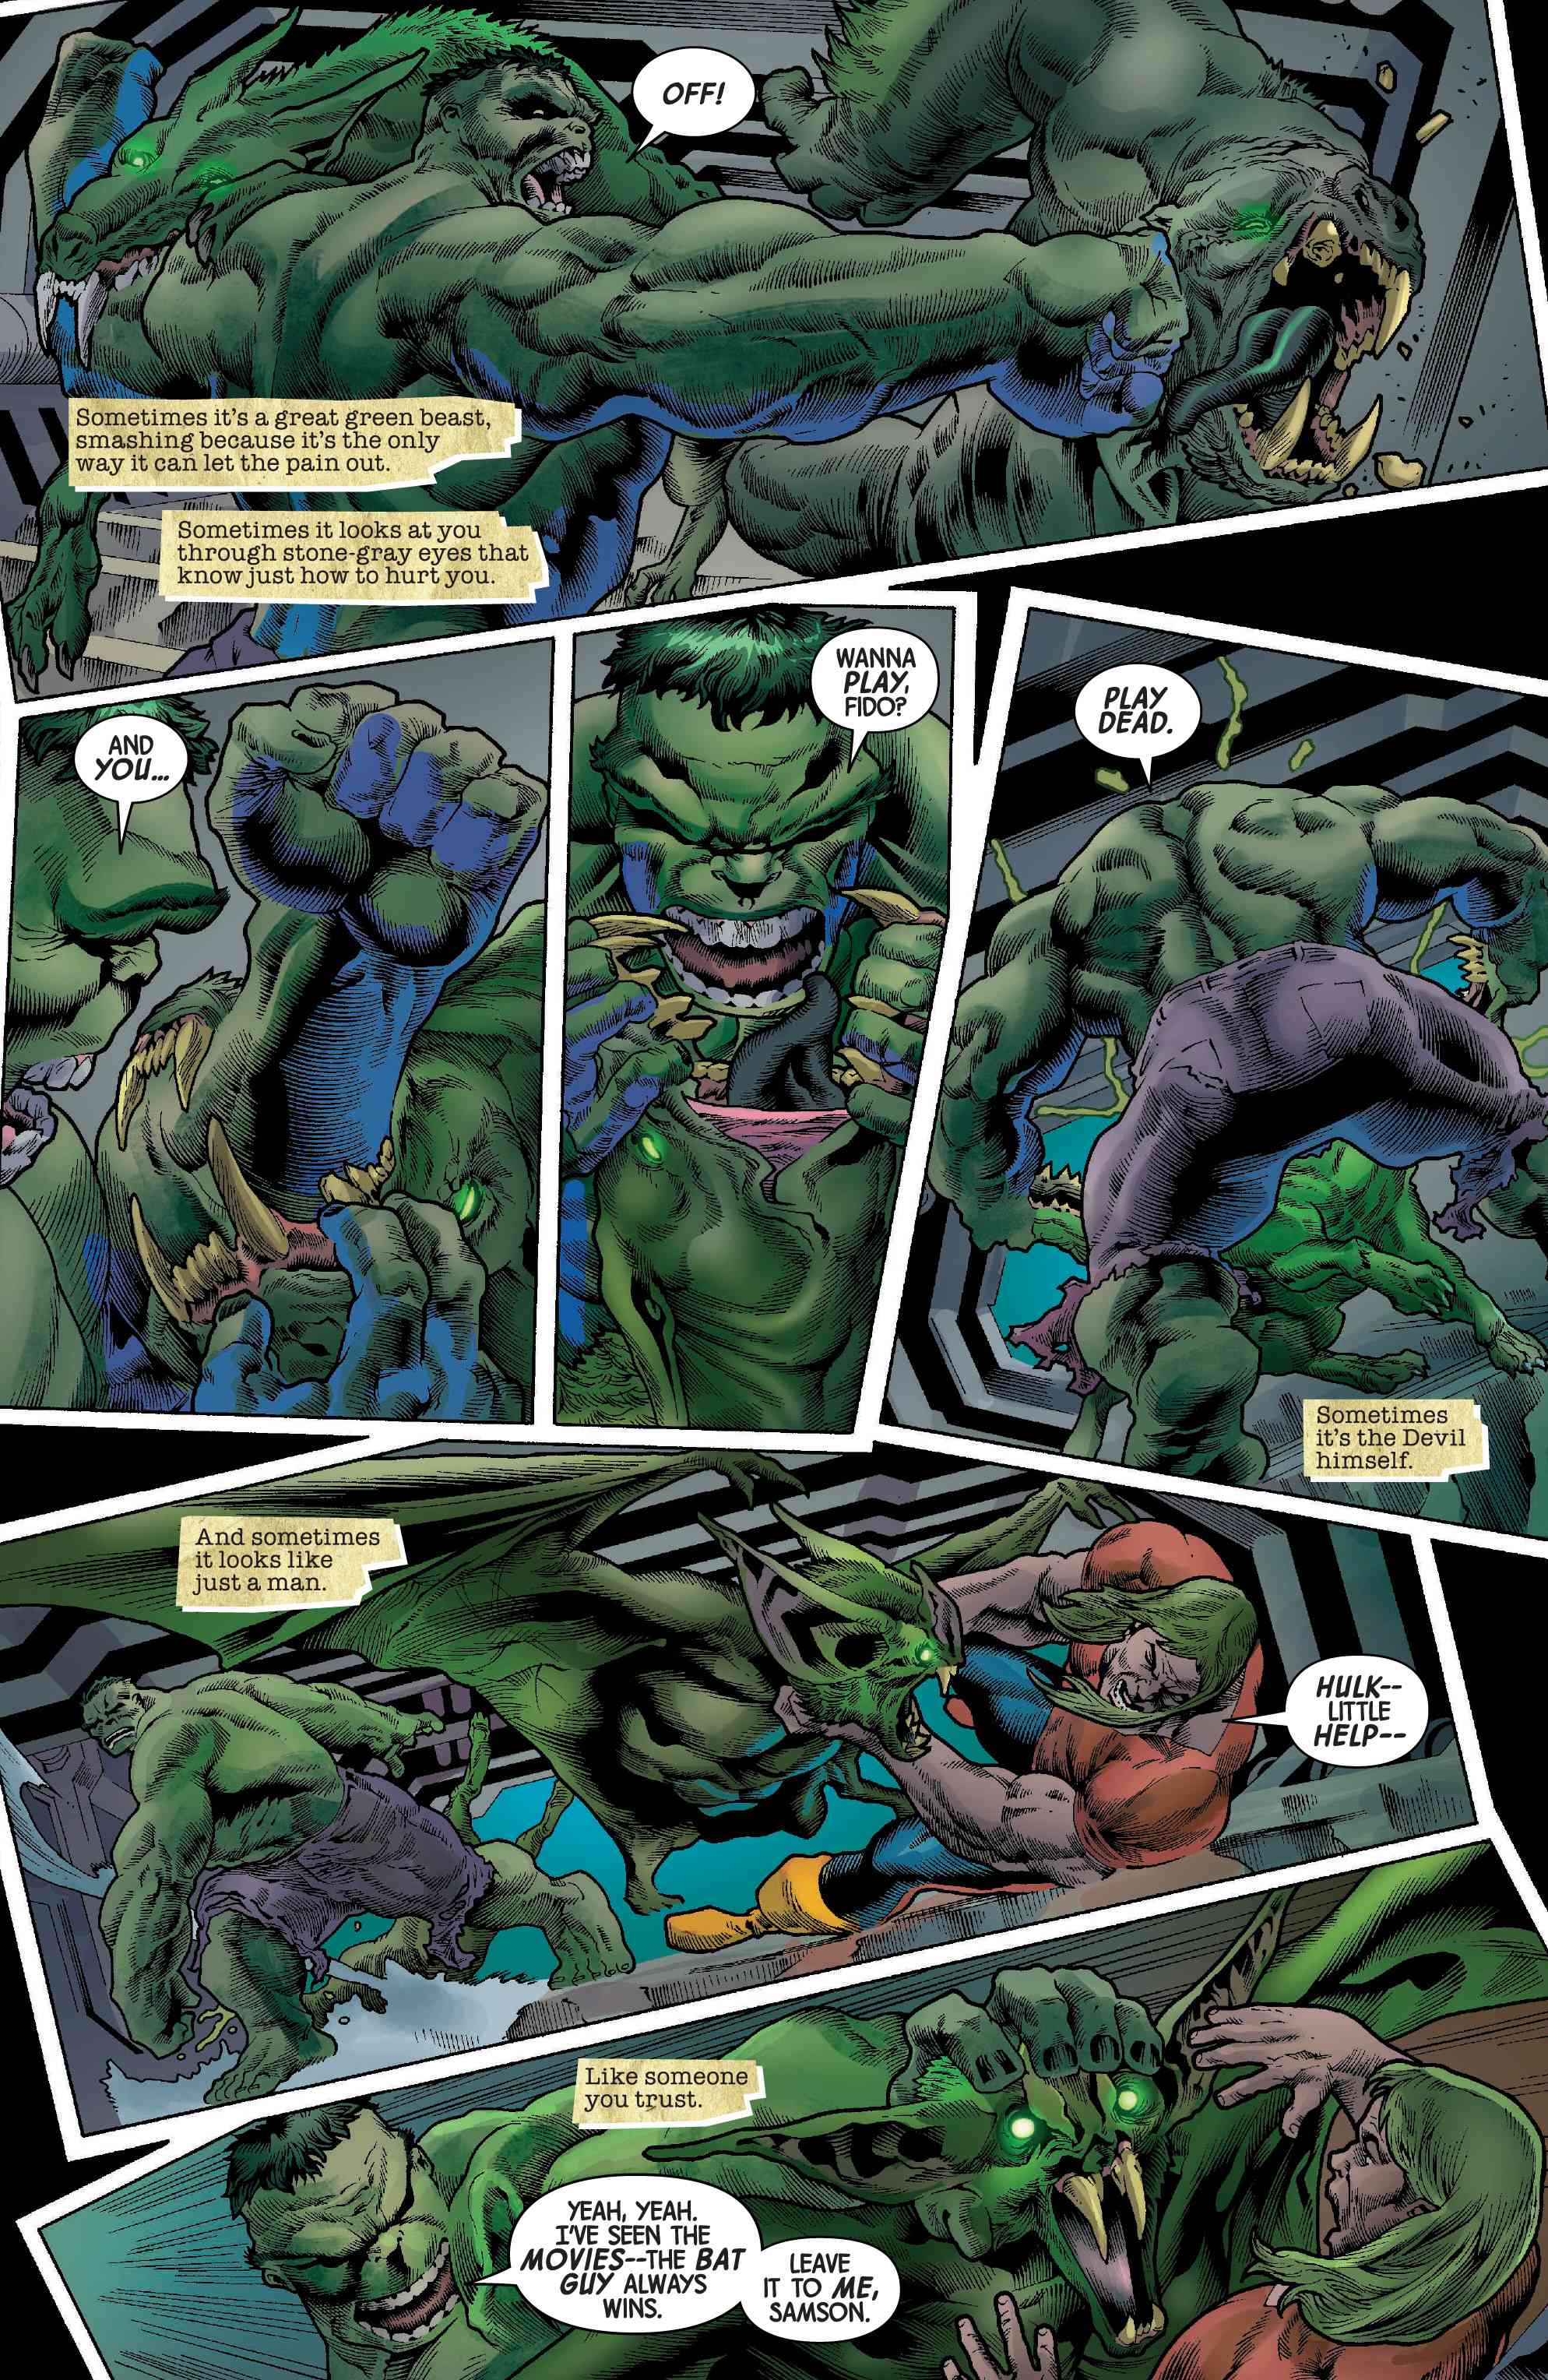 OFF!
Sometimes it's a great green beast,
smashing because it's the only
way it can let the pain out.
Sometimes it looks at you
through stone-gray eyes that
know just how to hurt you.
AND
YOU...
WANNA
PLAY,
FIDO?
PLAY
DEAD.
Sometimes
it's the Devil
himself.
And sometimes
it looks like
just a man.
HULK--
LITTLE
HELP--
Like someone
you trust.
YEAH, YEAH.
I'VE SEEN THE
MOVIES--THE BAT
GUY ALWAYS
WINS.
LEAVE
IT TO ME,
SAMSON.